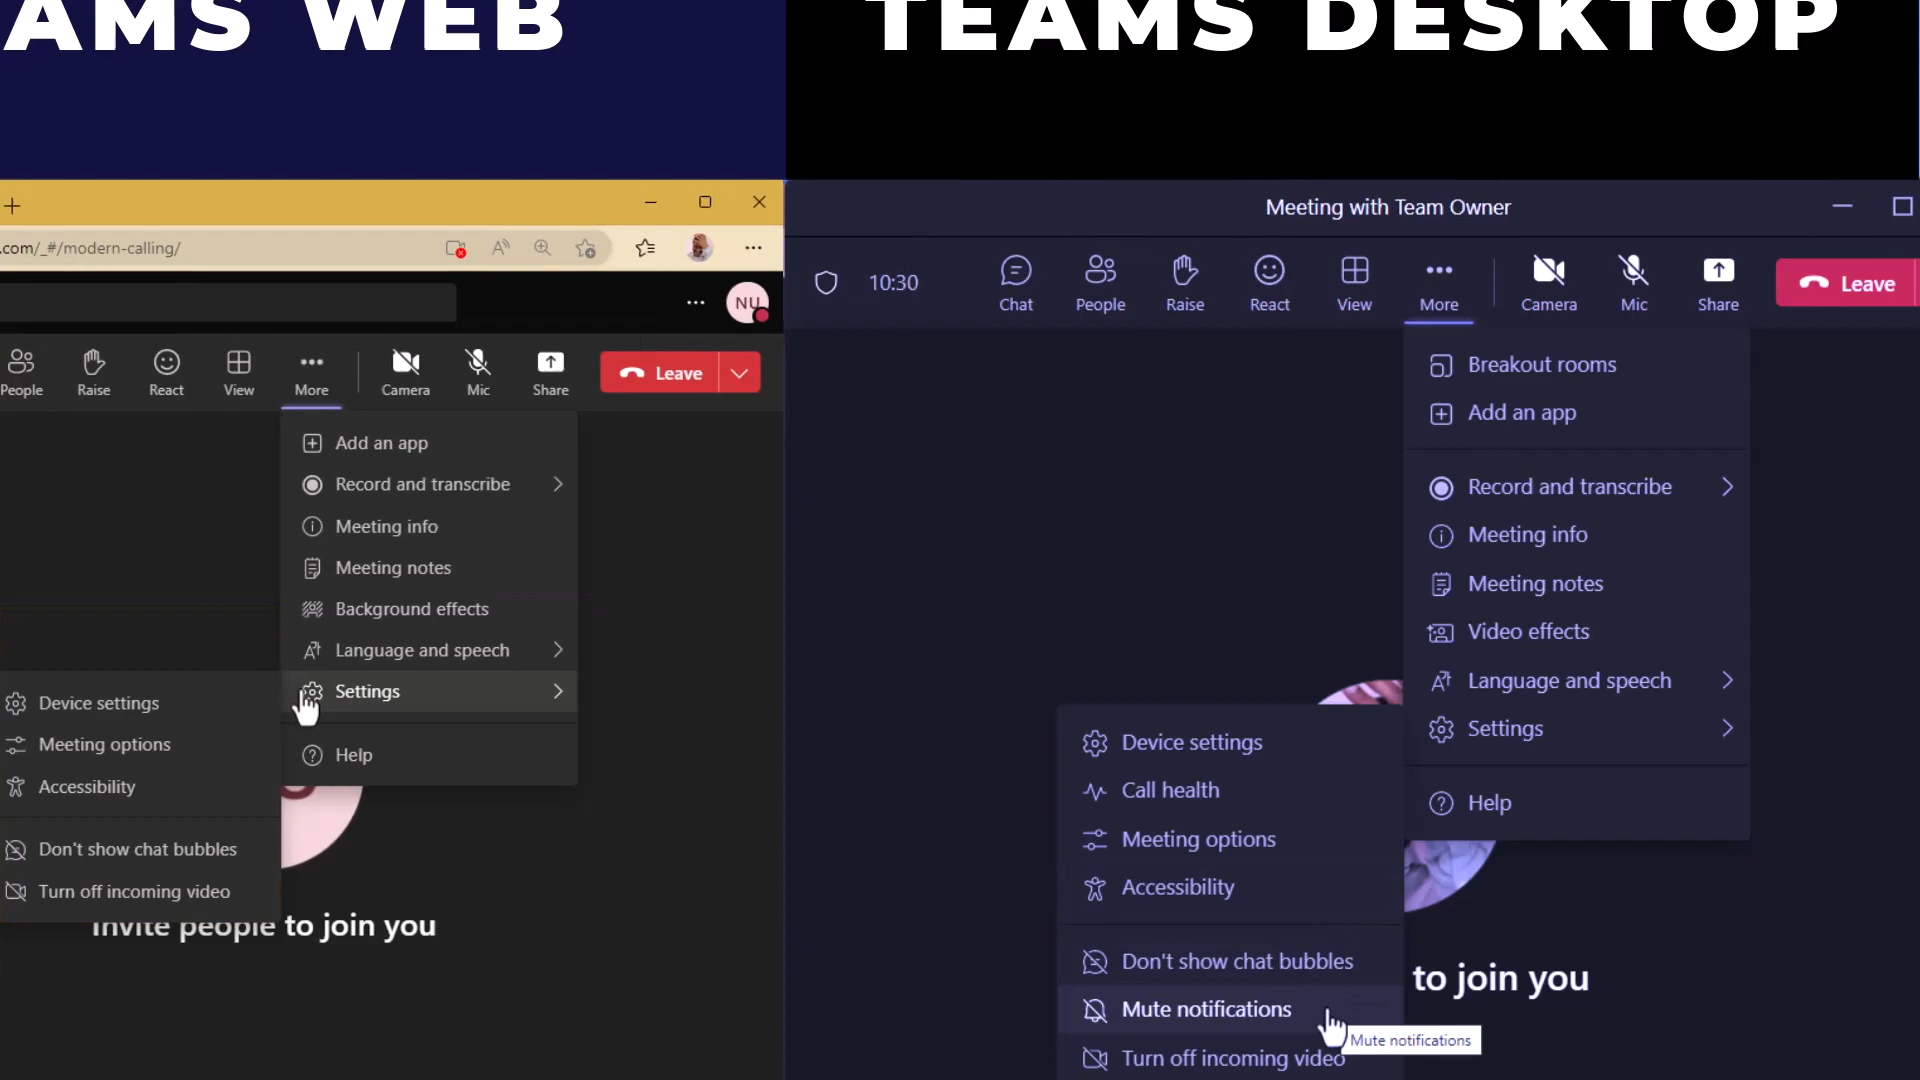 AMS WEB
TEAMS DESKTOP
.com/_#/modern-calling/
NU
People
Raise
React
View
More
Camera
Mic
Share
Leave
Add an app
Record and transcribe
Meeting info
Meeting notes
Background effects
Language and speech
Settings
Help
Device settings
Meeting options
Accessibility
Don't show chat bubbles
Turn off incoming video
Invite people to join you
Meeting with Team Owner
10:30
Chat
People
Raise
React
View
More
Camera
Mic
Share
Leave
Breakout rooms
Add an app
Record and transcribe
Meeting info
Meeting notes
Video effects
Language and speech
Settings
Help
Device settings
Call health
Meeting options
Accessibility
Don't show chat bubbles
Mute notifications
Turn off incoming video
Mute notifications
to join you